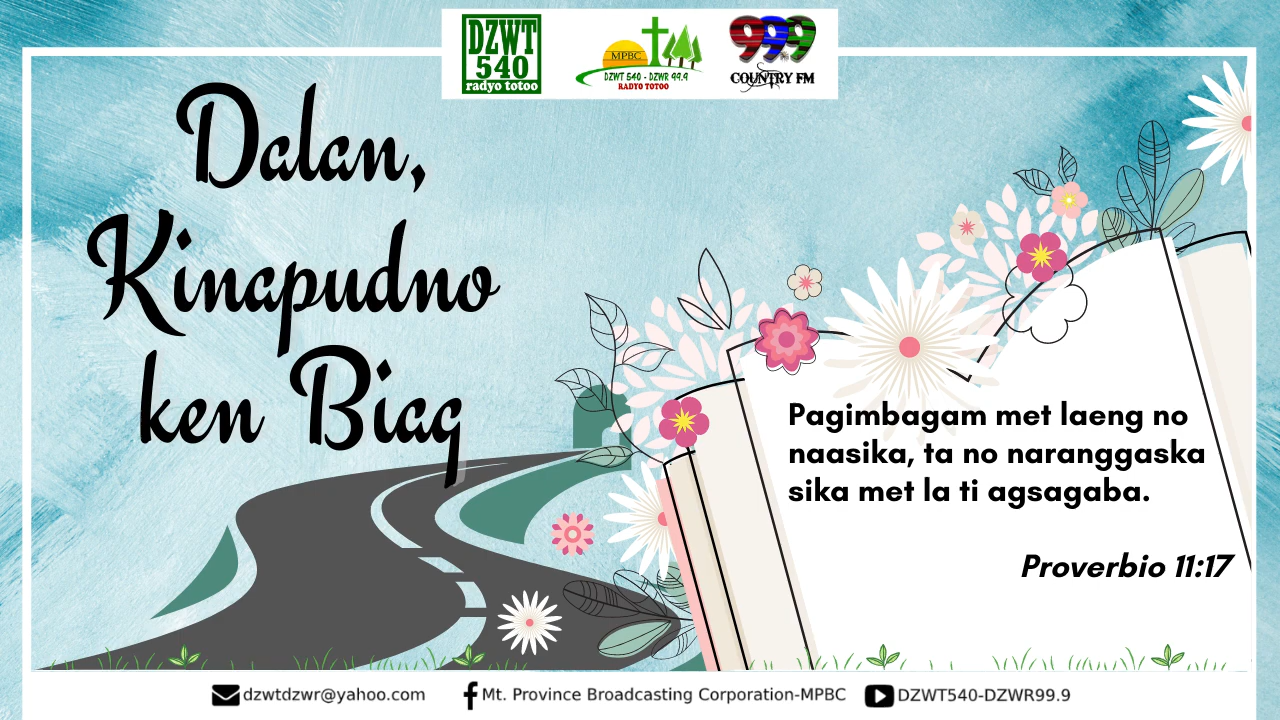 DZWT
540
radyo totoo
MPBC
DZWT 540 - DZWR 99.9
RADYO TOTOO
99.9
COUNTRY FM
Dalan,
Kinapudno
ken Biag
Pagimbagam met laeng no
naasika, ta no naranggaska
sika met la ti agsagaba.
Proverbio 11:17
dzwtdzwr@yahoo.com
Mt. Province Broadcasting Corporation-MPBC
DZWT540-DZWR99.9